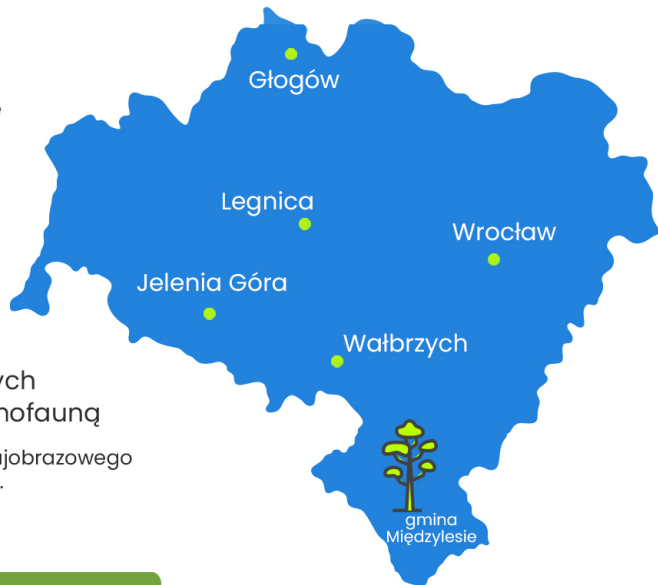 Głogów
Legnica
Wrocław
Jelenia Góra
Wałbrzych
gmina
Międzylesie